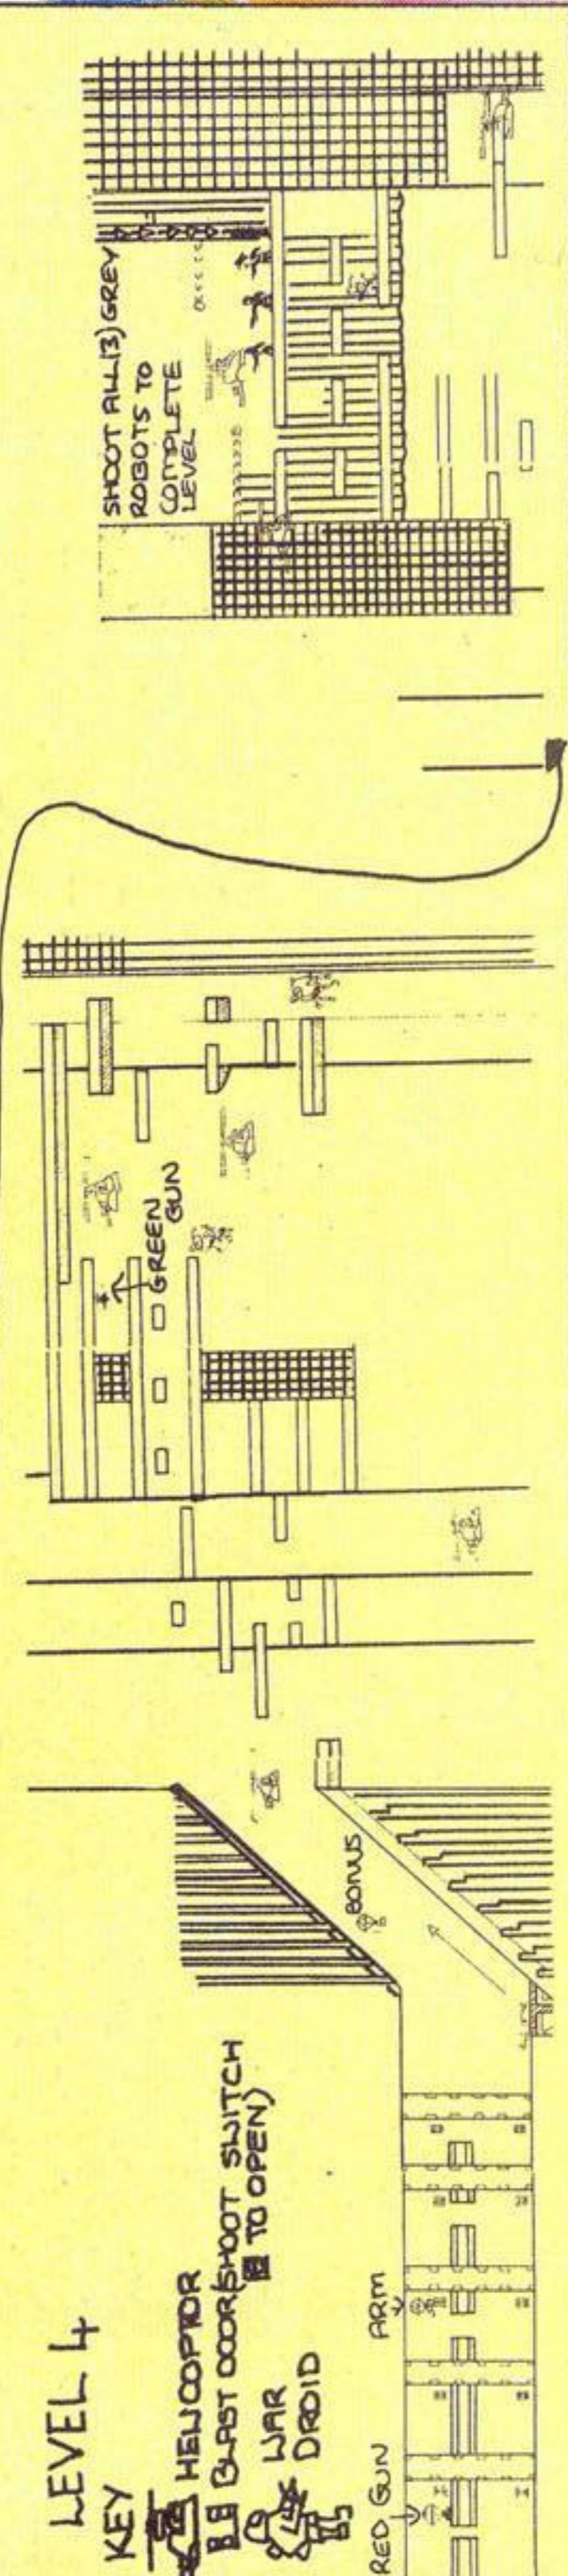 LEVEL 4
KEY
HELICOPTOR
BLAST DOOR (SHOOT SWITCH
TO OPEN)
WAR
DROID
RED GUN
ARM
BONUS
GREEN
GUN
SHOOT ALL (3) GREY
ROBOTS TO
COMPLETE
LEVEL